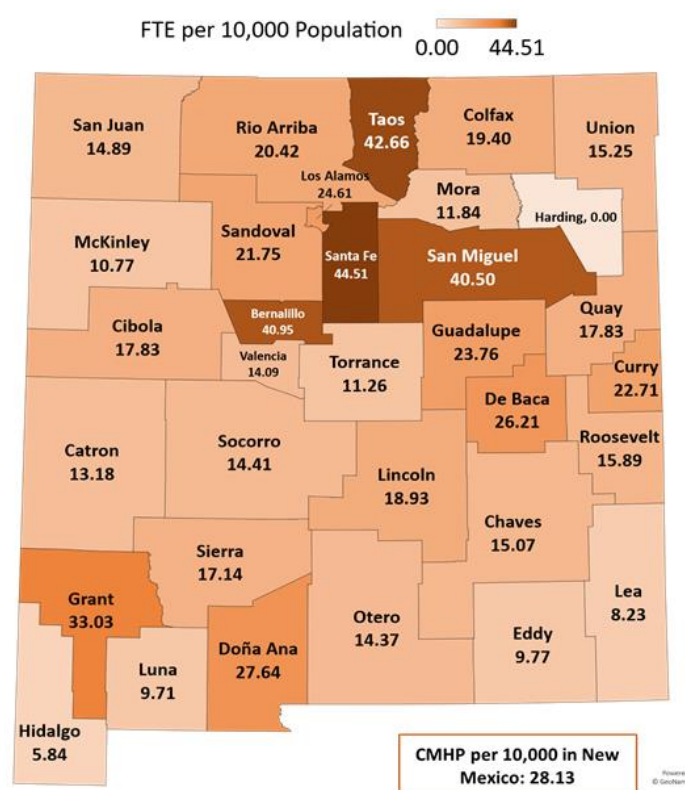 FTE per 10,000 Population
0.00 44.51
San Juan
14.89
Rio Arriba
20.42
Taos
42.66
Colfax
19.40
Union
15.25
Los Alamos
24.61
Mora
11.84
Harding, 0.00
McKinley
10.77
Sandoval
21.75
Santa Fe
44.51
San Miguel
40.50
Quay
17.83
Cibola
17.83
Bernalillo
40.95
Valencia
14.09
Torrance
11.26
Guadalupe
23.76
Curry
22.71
De Baca
26.21
Roosevelt
15.89
Catron
13.18
Socorro
14.41
Lincoln
18.93
Chaves
15.07
Sierra
17.14
Grant
33.03
Doña Ana
27.64
Otero
14.37
Eddy
9.77
Lea
8.23
Luna
9.71
Hidalgo
5.84
CMHP per 10,000 in New
Mexico: 28.13
Powere
© GeoNam